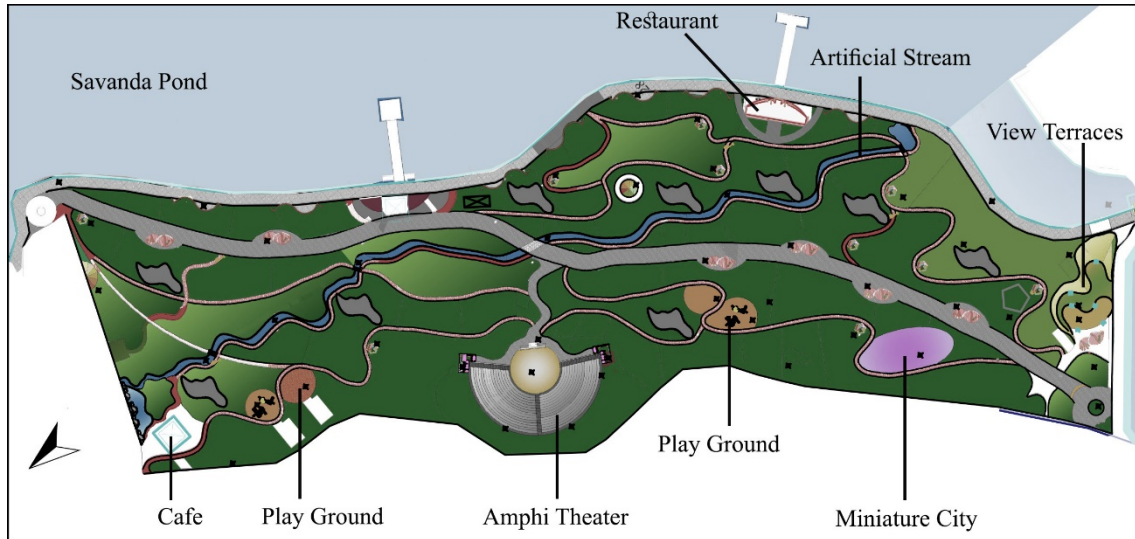 Restaurant
Artificial Stream
Savanda Pond
View Terraces
Play Ground
Cafe
Play Ground
Amphi Theater
Miniature City